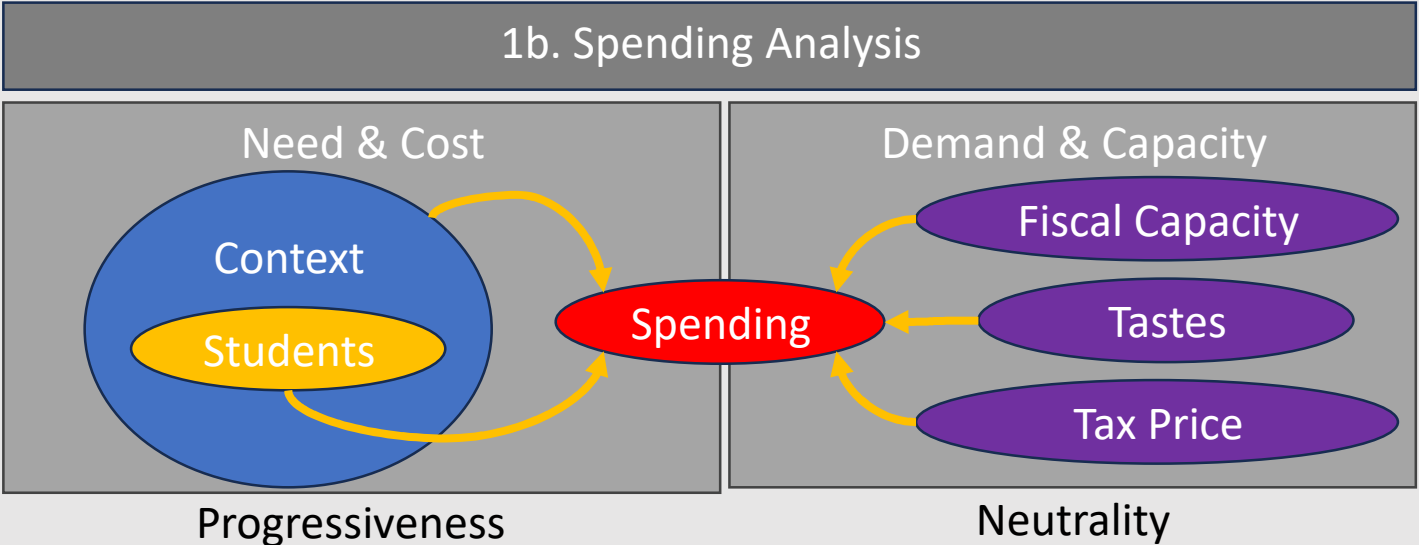 1b. Spending Analysis
Need & Cost
Demand & Capacity
Context
Students
Spending
Fiscal Capacity
Tastes
Tax Price
Progressiveness
Neutrality